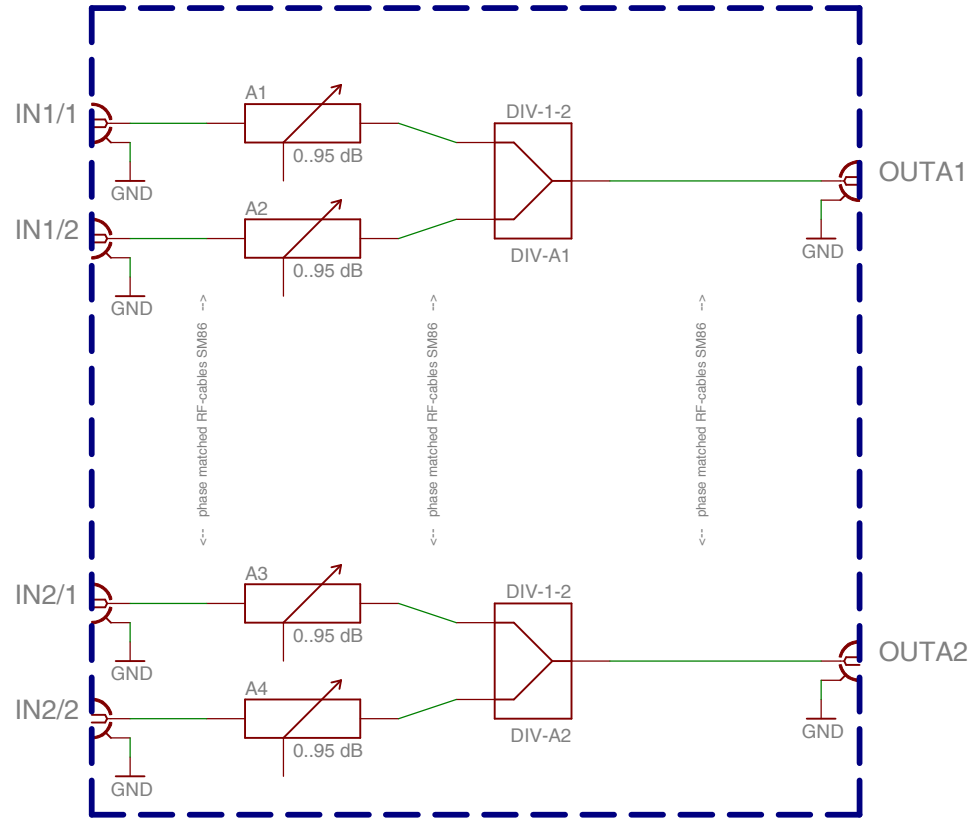 A1
DIV-1-2
IN1/1
0..95 dB
OUTA1
GND
A2
IN1/2
GND
DIV-A1
0..95 dB
GND
<-- phase matched RF-cables SM86 -->
<-- phase matched RF-cables SM86 -->
<-- phase matched RF-cables SM86 -->
A3
DIV-1-2
IN2/1
0..95 dB
OUTA2
GND
A4
IN2/2
GND
DIV-A2
0..95 dB
GND